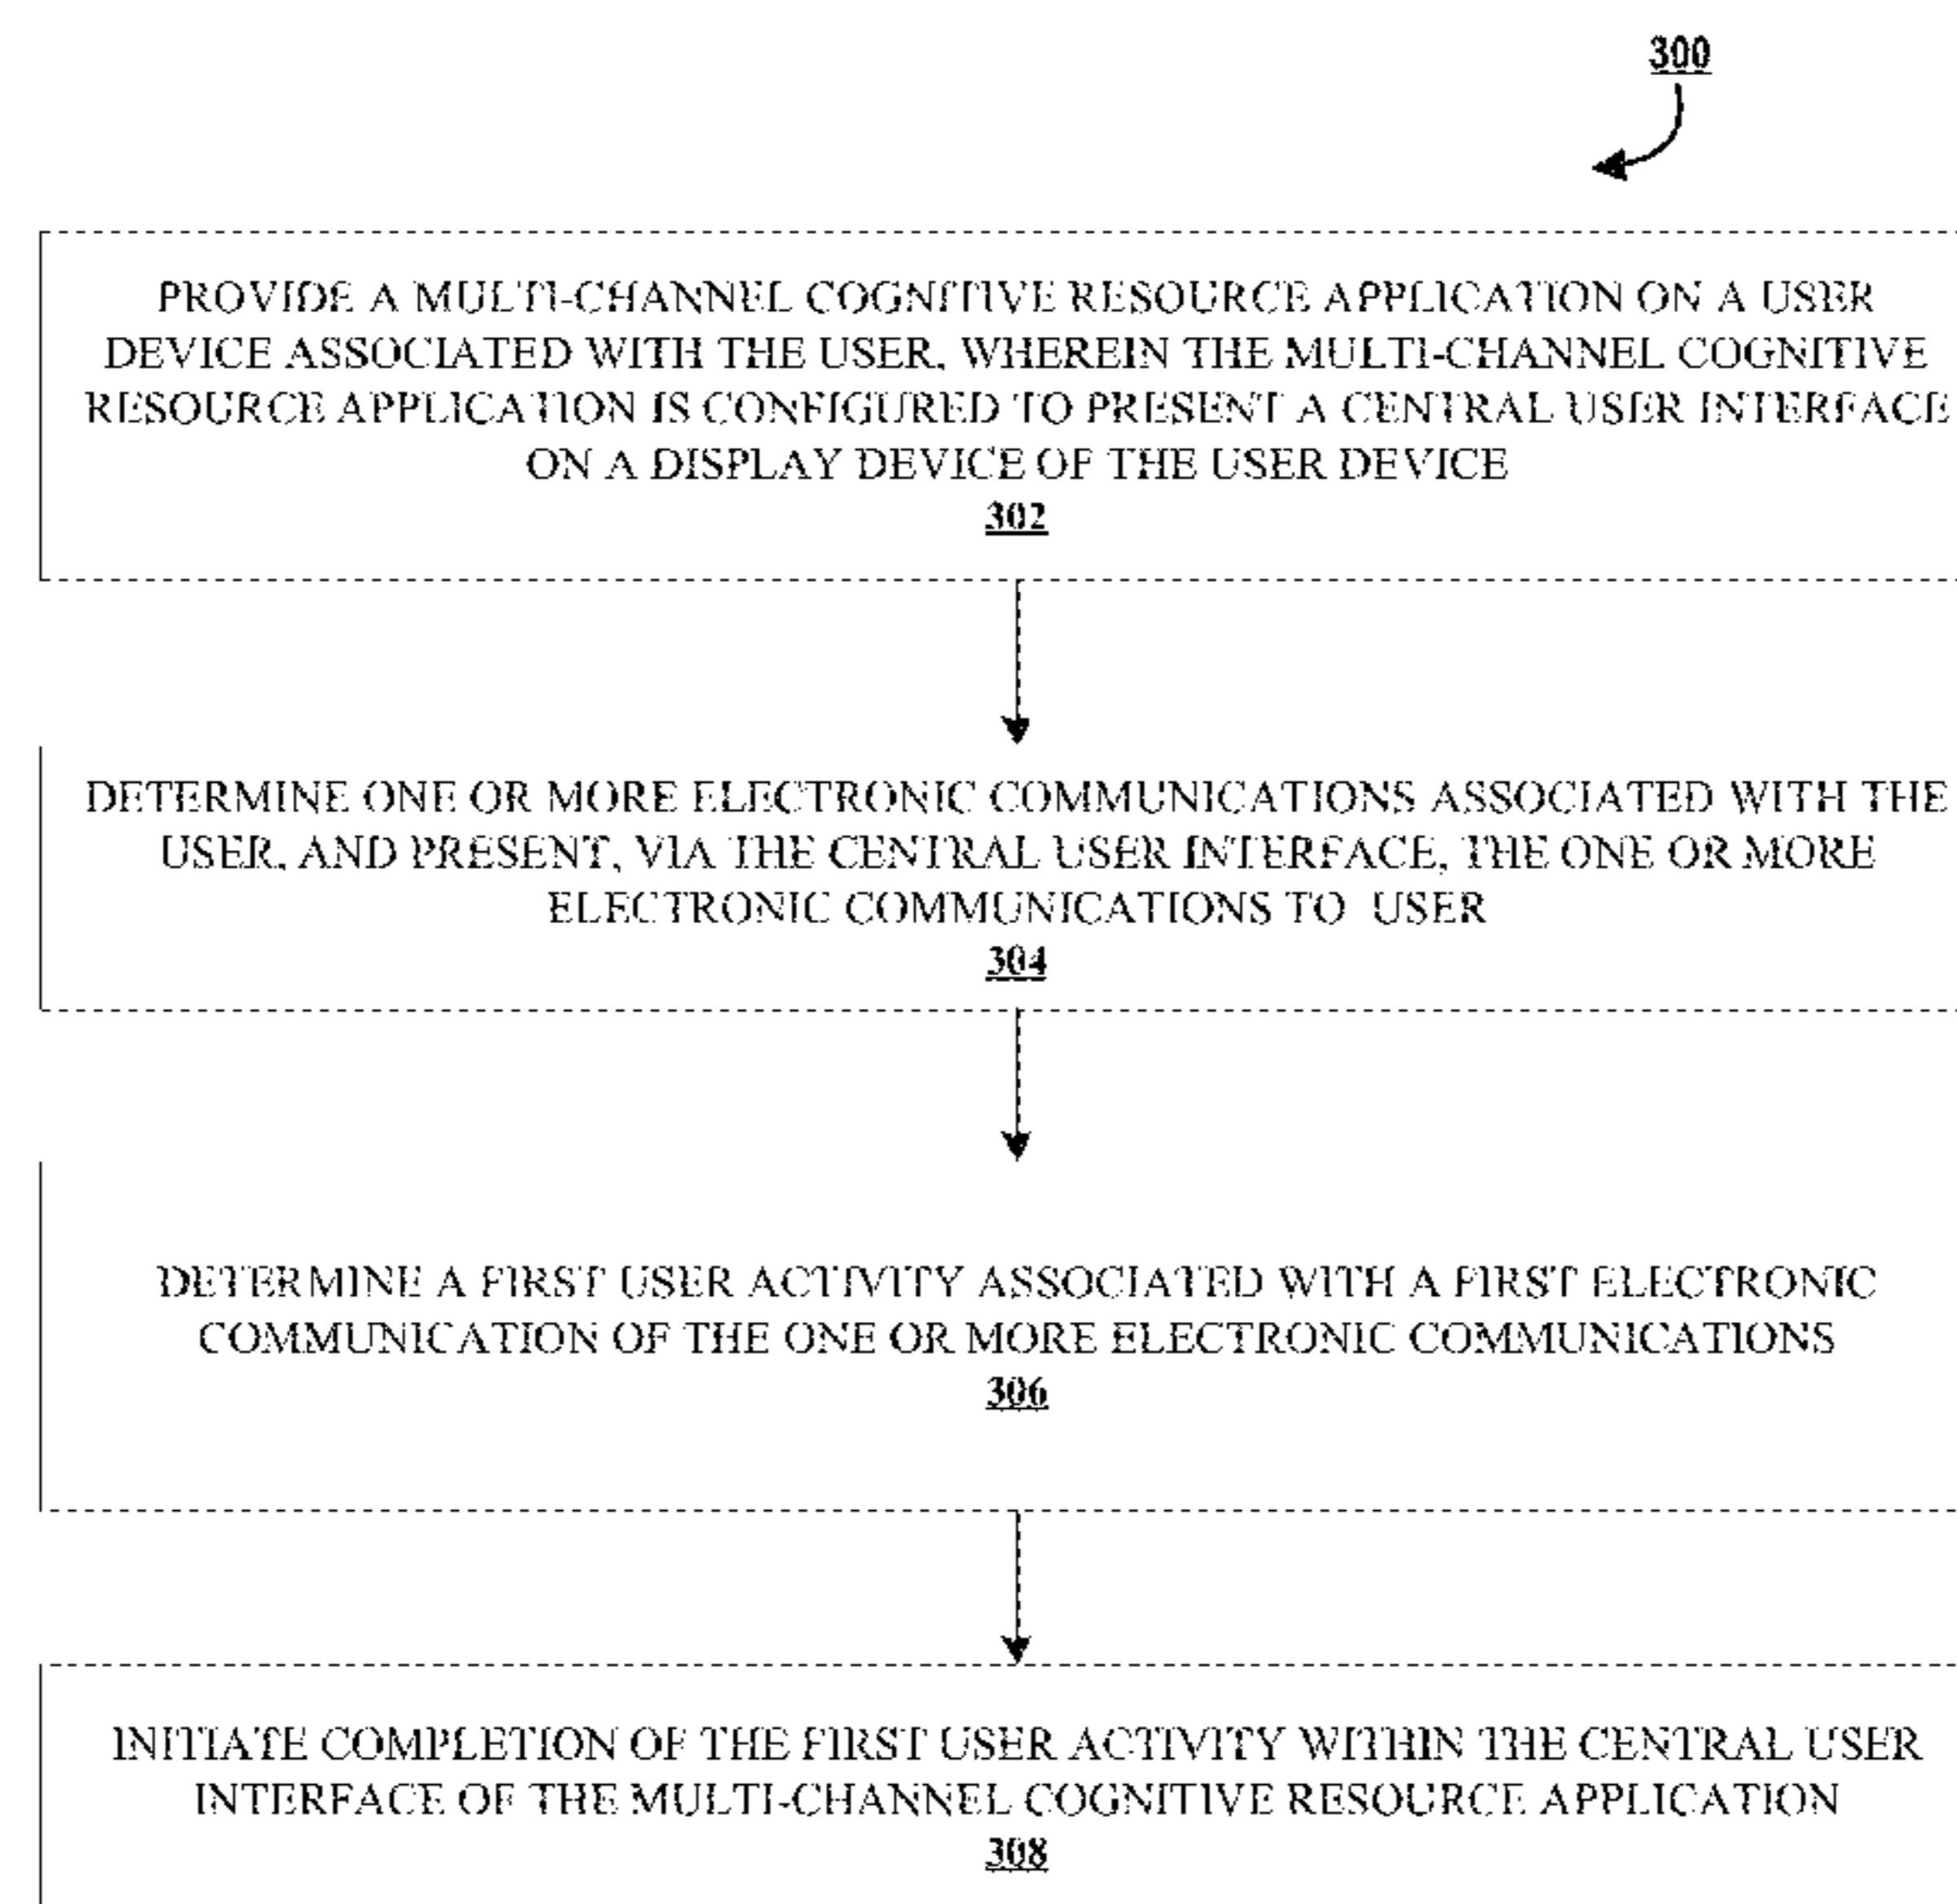 300
PROVIDE A MULTI-CHANNEL COGNITIVE RESOURCE APPLICATION ON A USER
DEVICE ASSOCIATED WITH THE USER, WHEREIN THE MULTI-CHANNEL COGNITIVE
RESOURCE APPLICATION IS CONFIGURED TO PRESENT A CENTRAL USER INTERFACE
ON A DISPLAY DEVICE OF THE USER DEVICE
302
DETERMINE ONE OR MORE ELECTRONIC COMMUNICATIONS ASSOCIATED WITH THE
USER, AND PRESENT, VIA THE CENTRAL USER INTERFACE, THE ONE OR MORE
ELECTRONIC COMMUNICATIONS TO USER
304
DETERMINE A FIRST USER ACTIVITY ASSOCIATED WITH A FIRST ELECTRONIC
COMMUNICATION OF THE ONE OR MORE ELECTRONIC COMMUNICATIONS
306
INITIATE COMPLETION OF THE FIRST USER ACTIVITY WITHIN THE CENTRAL USER
INTERFACE OF THE MULTI-CHANNEL COGNITIVE RESOURCE APPLICATION
308